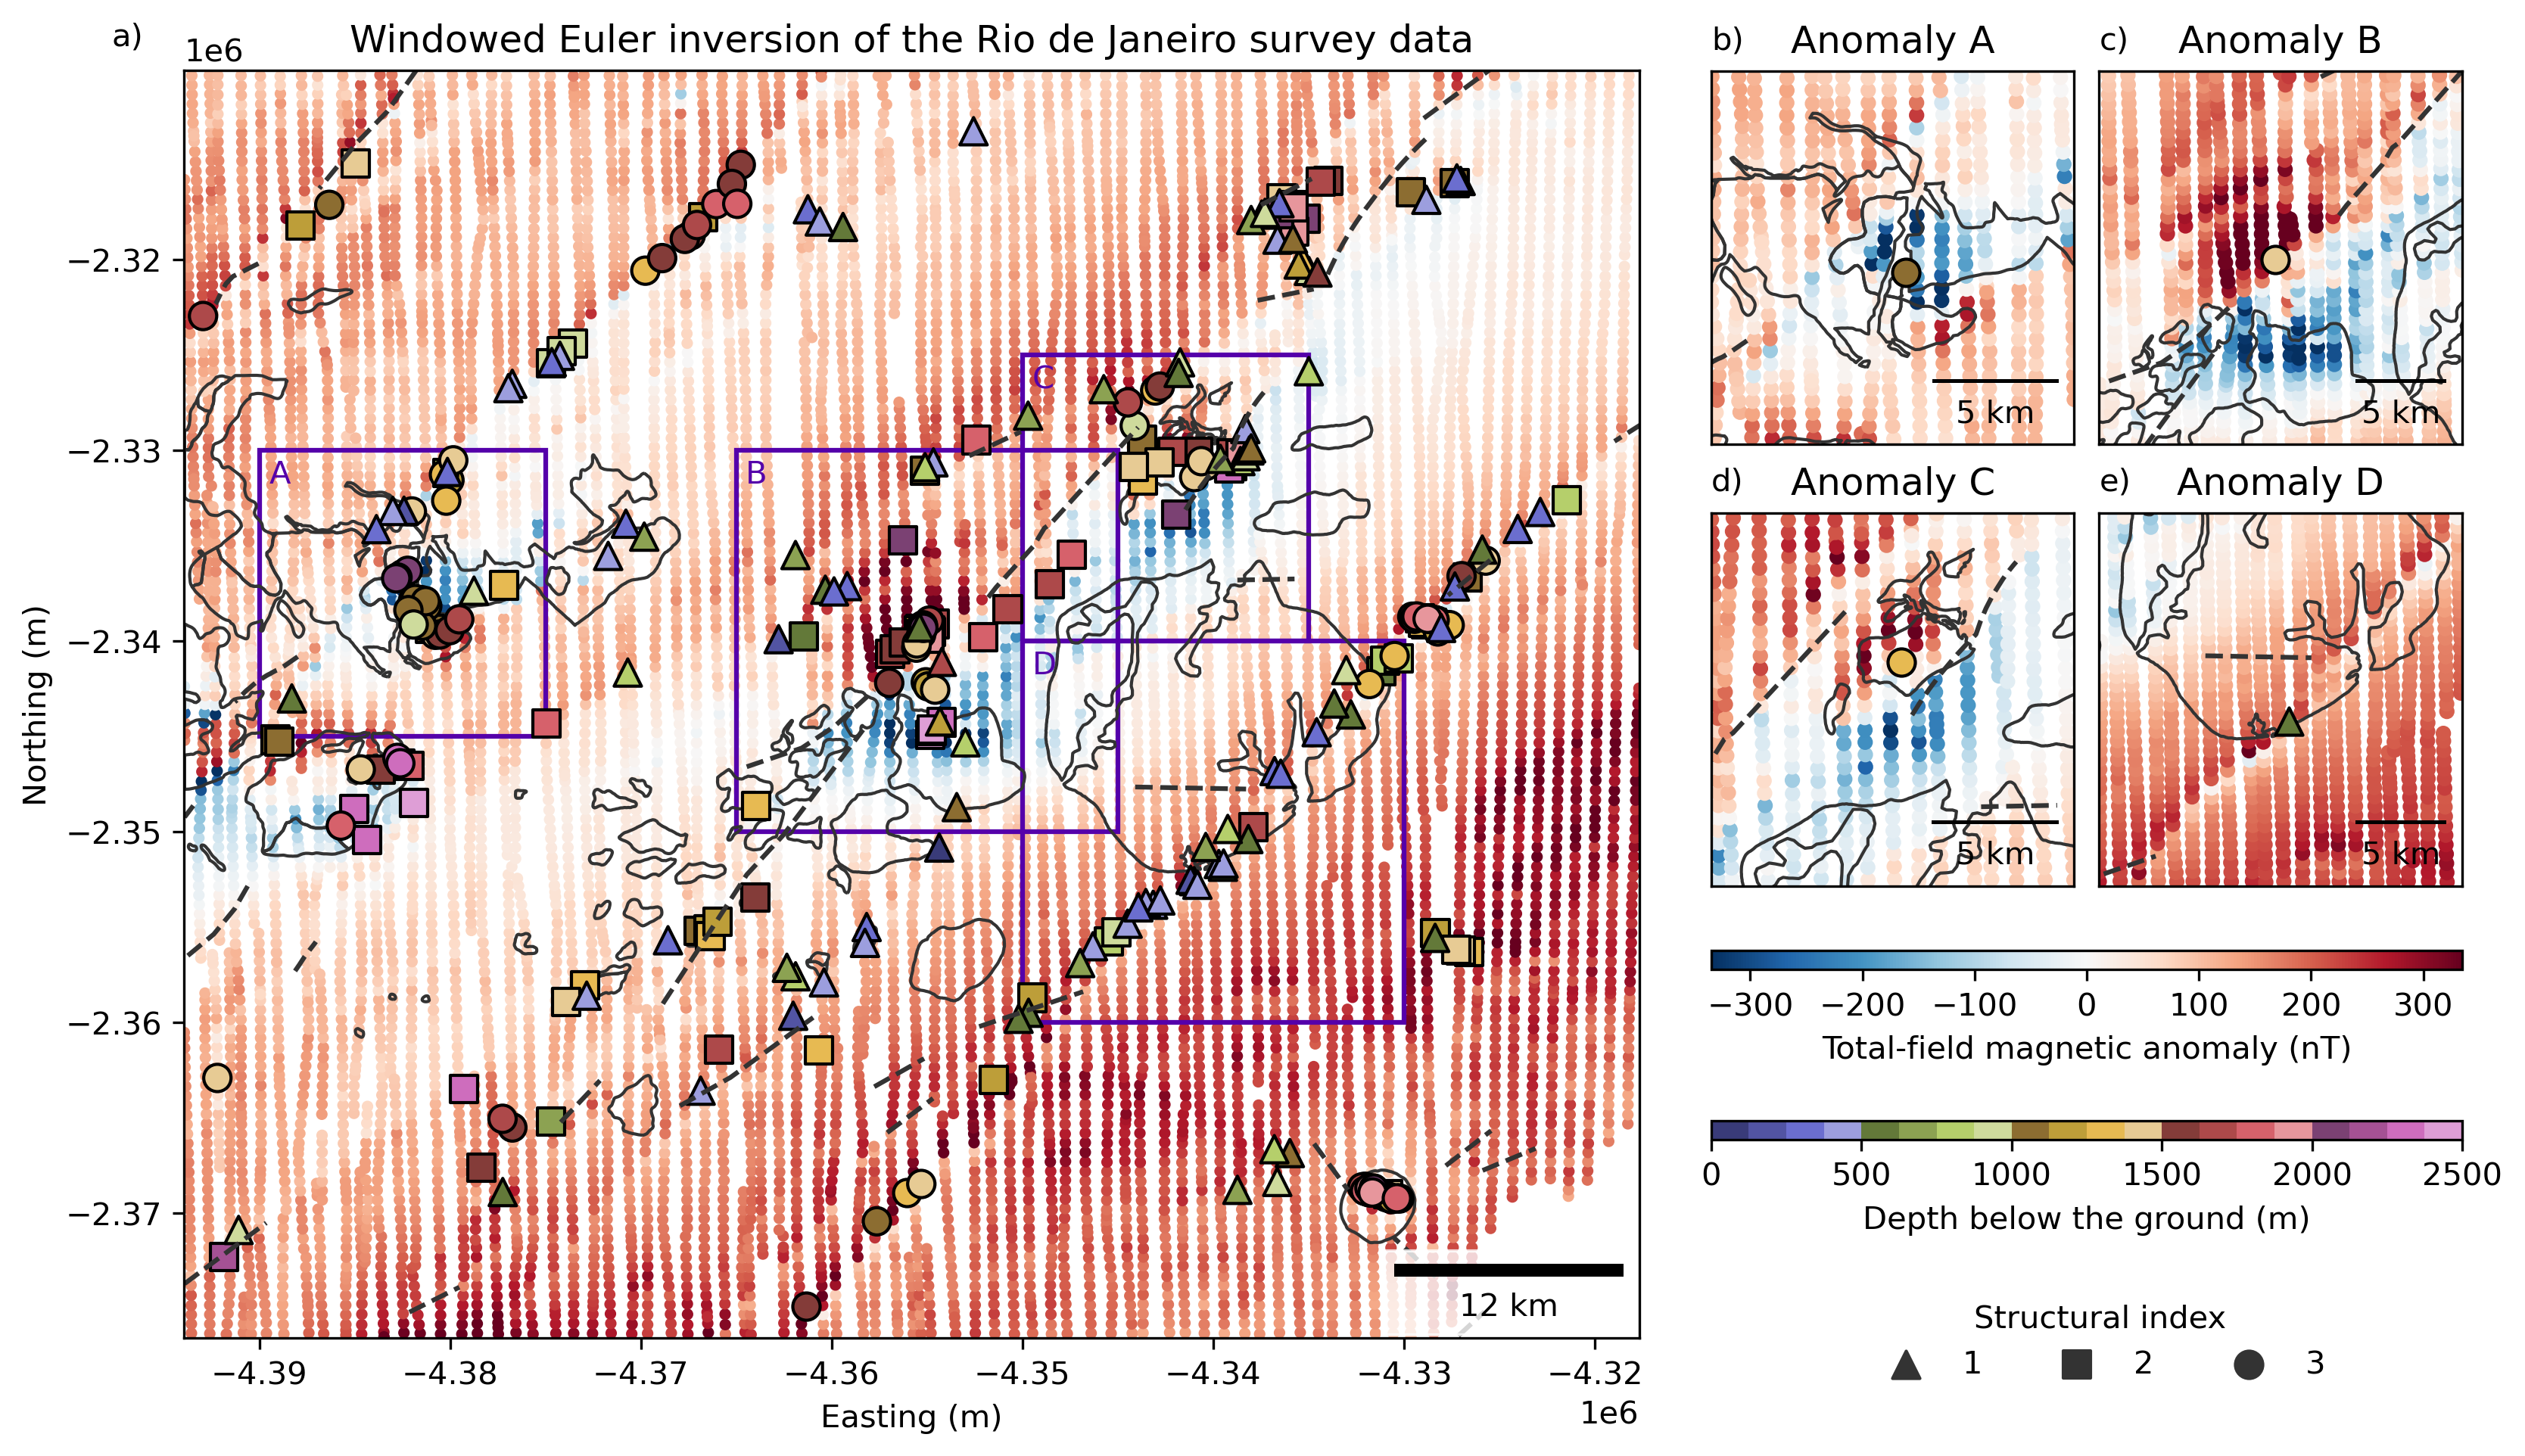 a)
Windowed Euler inversion of the Rio de Janeiro survey data
1e6
−2.32
−2.33
−2.34
−2.35
−2.36
−2.37
Northing (m)
A
B
C
D
12 km
−4.39
−4.38
−4.37
−4.36
−4.35
−4.34
−4.33
−4.32
Easting (m)
1e6
b)
Anomaly A
5 km
c)
Anomaly B
5 km
d)
Anomaly C
5 km
e)
Anomaly D
5 km
−300
−200
−100
0
100
200
300
Total-field magnetic anomaly (nT)
0
500
1000
1500
2000
2500
Depth below the ground (m)
Structural index
1
2
3